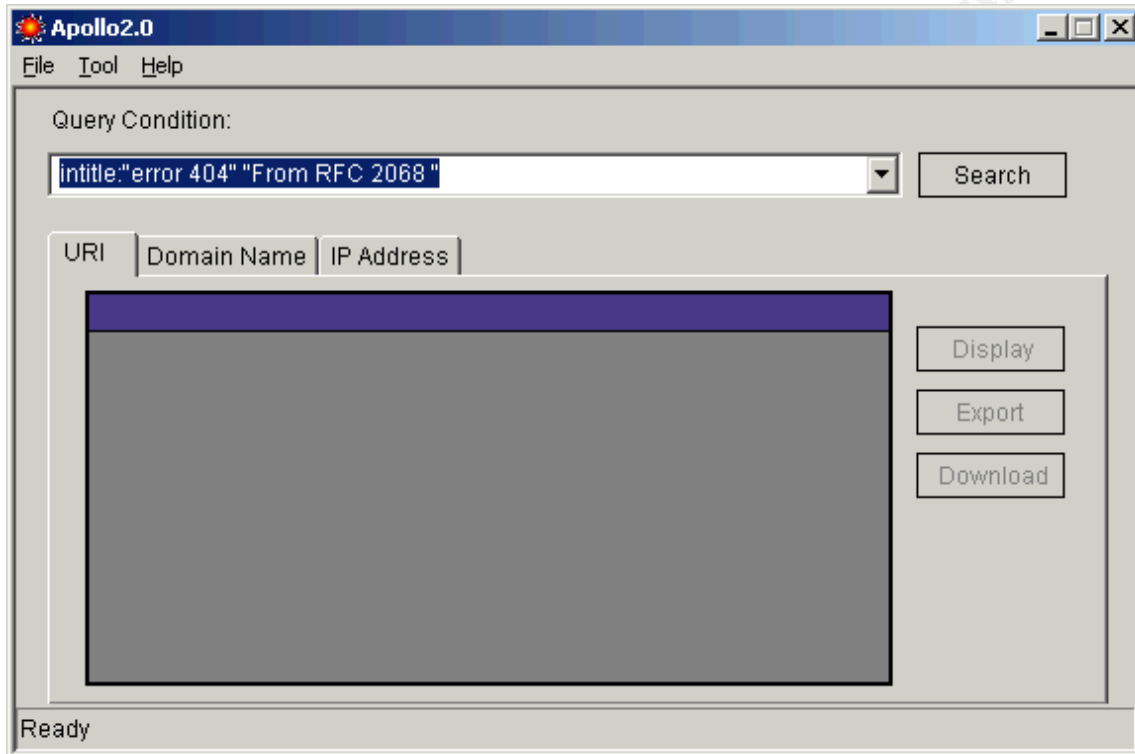 Apollo2.0
File Tool Help
Query Condition:
intitle:"error 404" "From RFC 2068 "
Search
URI Domain Name IP Address
Display
Export
Download
Ready